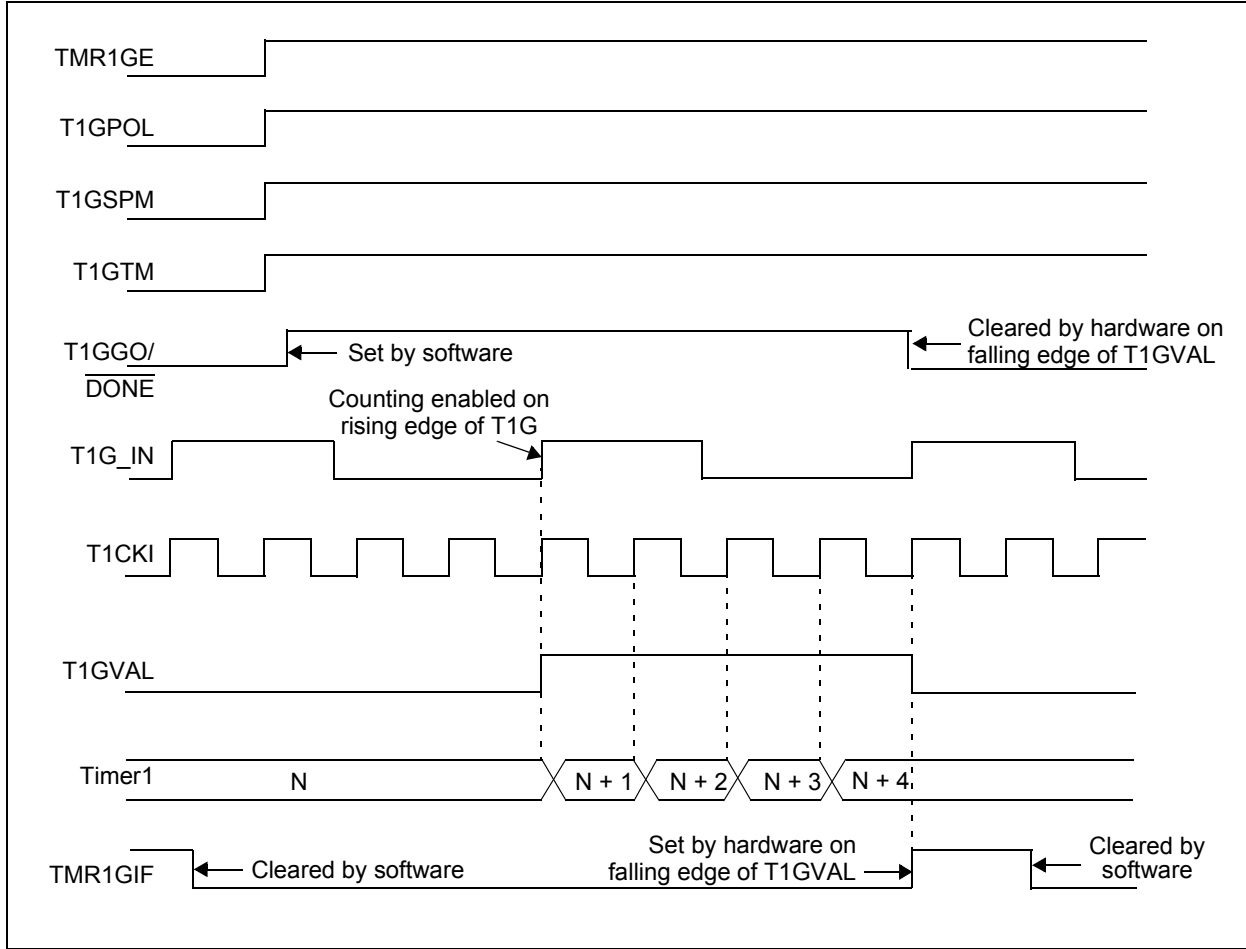 TMR1GE
T1GPOL
T1GSPM
T1GTM
T1GGO/
DONE
Set by software
Cleared by hardware on
falling edge of T1GVAL
Counting enabled on
rising edge of T1G
T1G_IN
T1CKI
T1GVAL
Timer1
N
N + 1
N + 2
N + 3
N + 4
TMR1GIF
Cleared by software
Set by hardware on
falling edge of T1GVAL
Cleared by
software